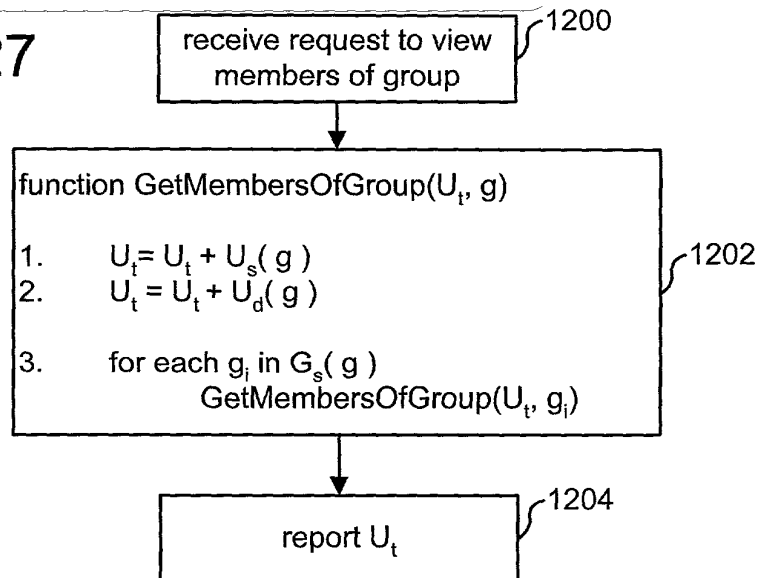 27
receive request to view
members of group
1200
function GetMembersOfGroup(Uₜ, g)
1. Uₜ= Uₜ + Uₛ( g )
2. Uₜ = Uₜ + U_d( g )
3. for each gᵢ in Gₛ( g )
GetMembersOfGroup(Uₜ, gᵢ)
1202
report Uₜ
1204